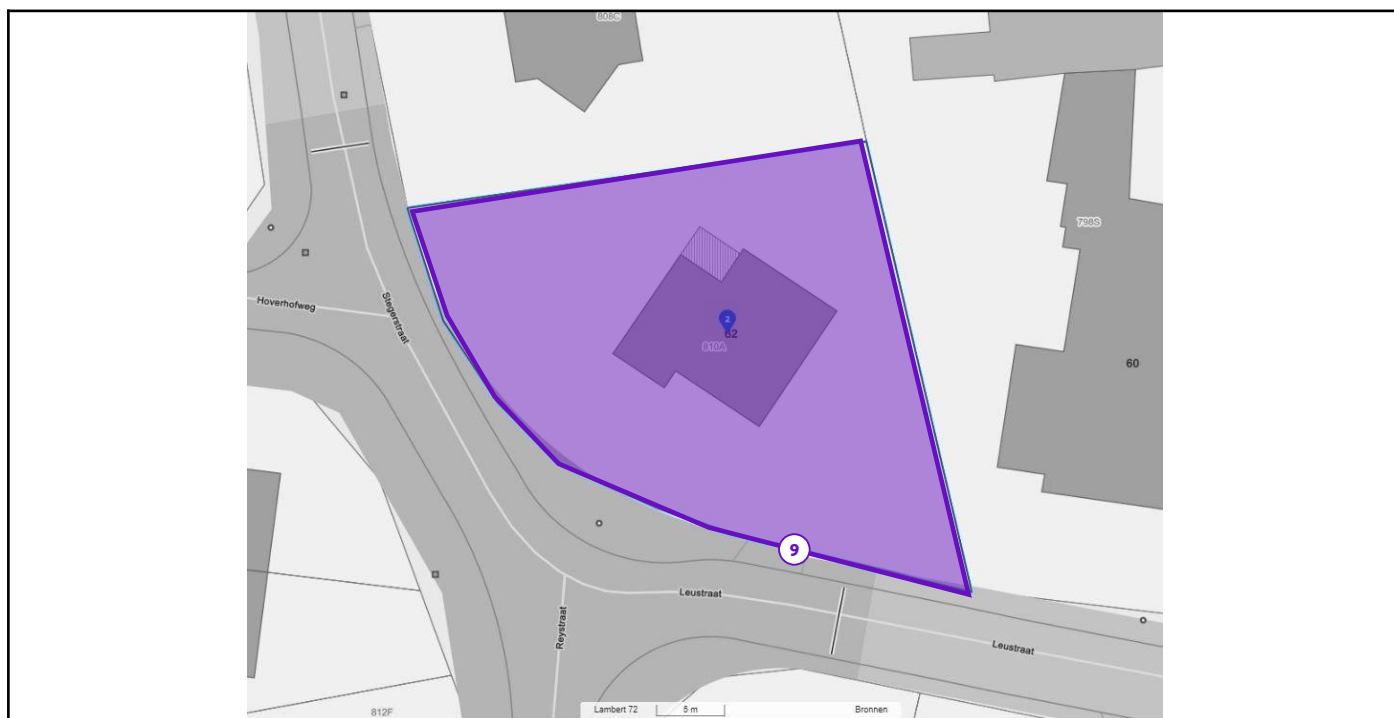 808C
798S
Hoverhofweg
Stegerstraat
2
62
810A
60
9
Leustraat
Reystraat
Leustraat
812F
Lambert 72
5 m
Bronnen